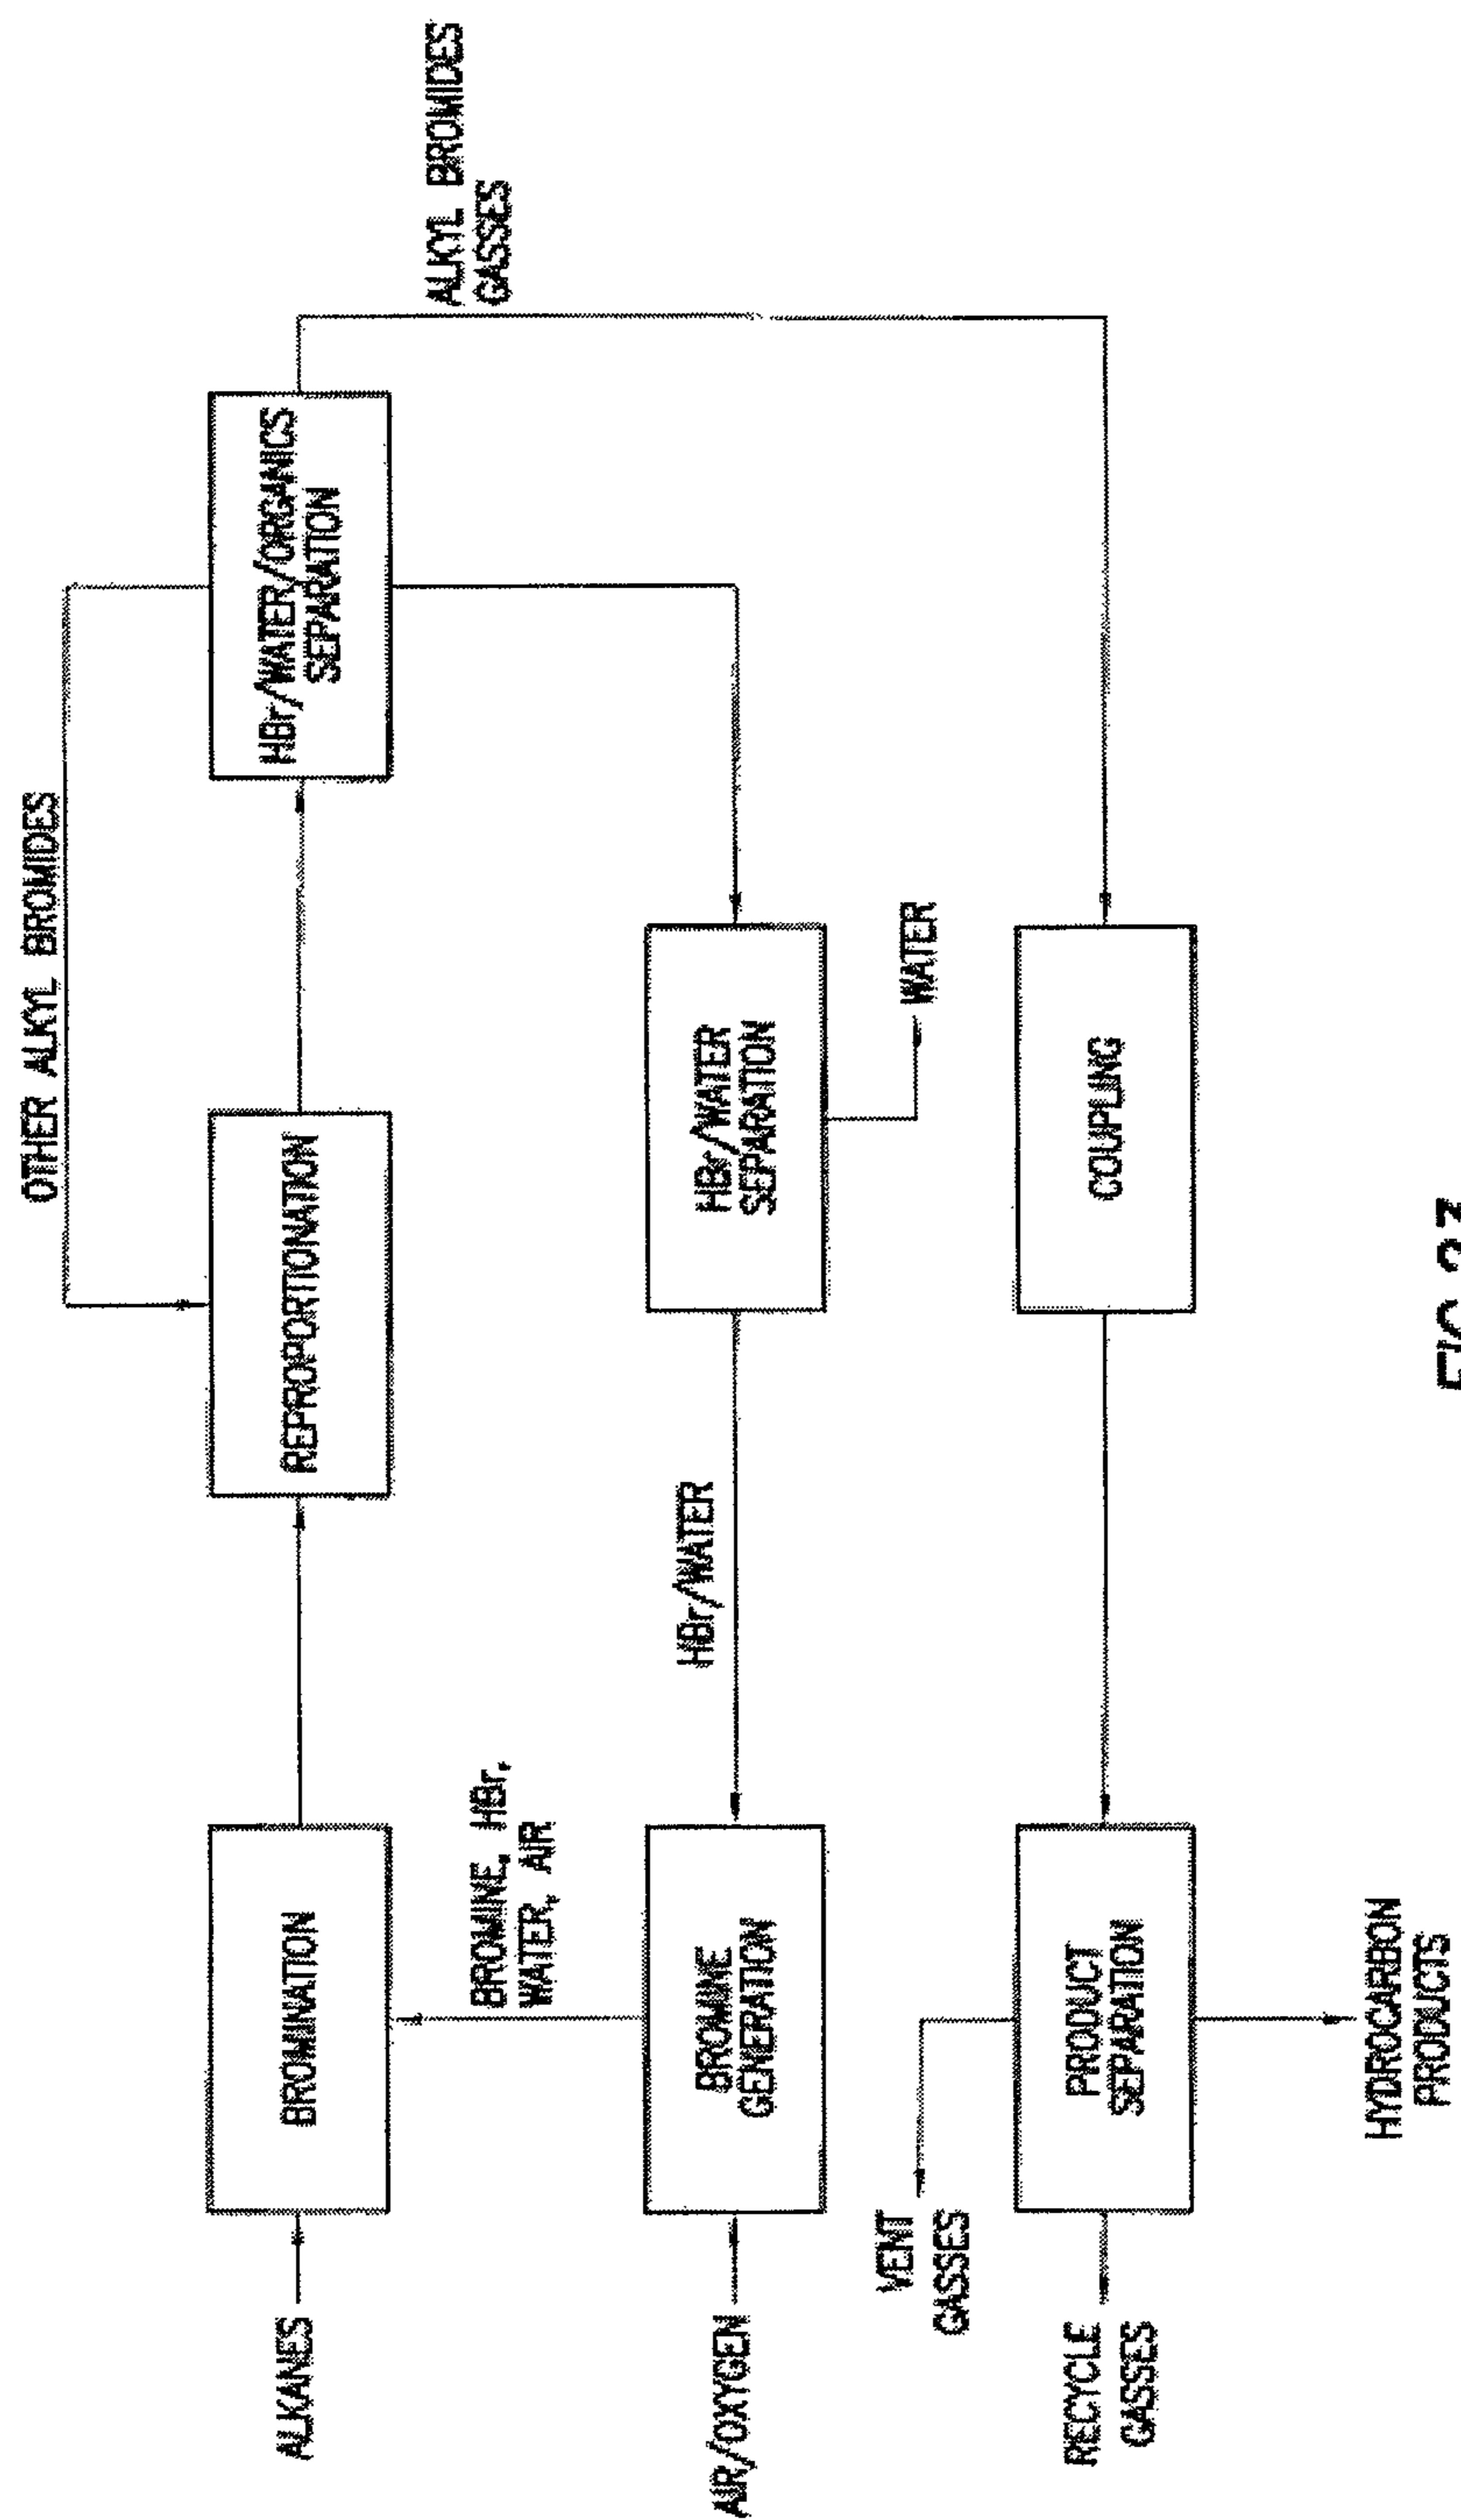 OTHER ALKYL BROMIDES
ALKANES
BROMINATION
REPROPORTIONATION
HBr/WATER/ORGANICS
SEPARATION
ALKYL BROMIDES
GASSES
BROMINE, HBr,
WATER, AIR
AIR/OXYGEN
BROMINE
GENERATION
HBr/WATER
HBr/WATER
SEPARATION
WATER
VENT
GASSES
RECYCLE
GASSES
PRODUCT
SEPARATION
COUPLING
HYDROCARBON
PRODUCTS